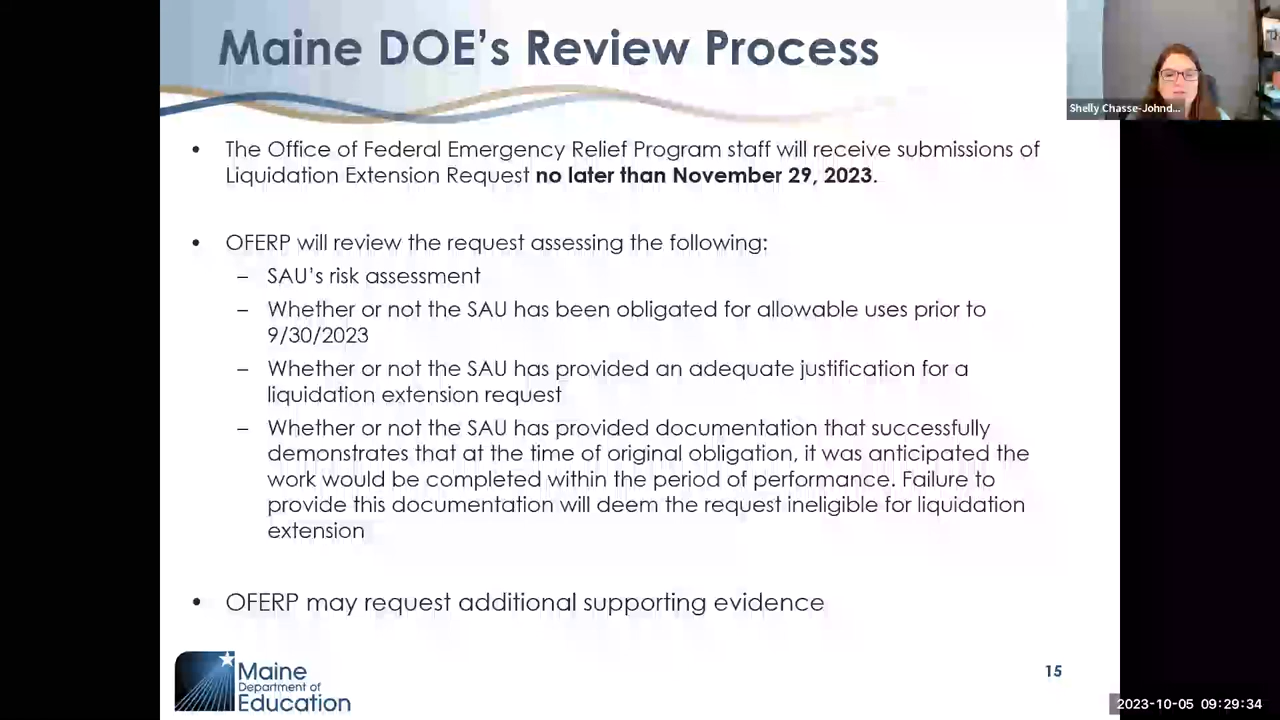 Maine DOE's Review Process
Shelly Chasse-Johnd...
• The Office of Federal Emergency Relief Program staff will receive submissions of
Liquidation Extension Request no later than November 29, 2023.
• OFERP will review the request assessing the following:
– SAU's risk assessment
– Whether or not the SAU has been obligated for allowable uses prior to
9/30/2023
– Whether or not the SAU has provided an adequate justification for a
liquidation extension request
– Whether or not the SAU has provided documentation that successfully
demonstrates that at the time of original obligation, it was anticipated the
work would be completed within the period of performance. Failure to
provide this documentation will deem the request ineligible for liquidation
extension
• OFERP may request additional supporting evidence
Maine
Department of
Education
15
2023-10-05 09:29:34